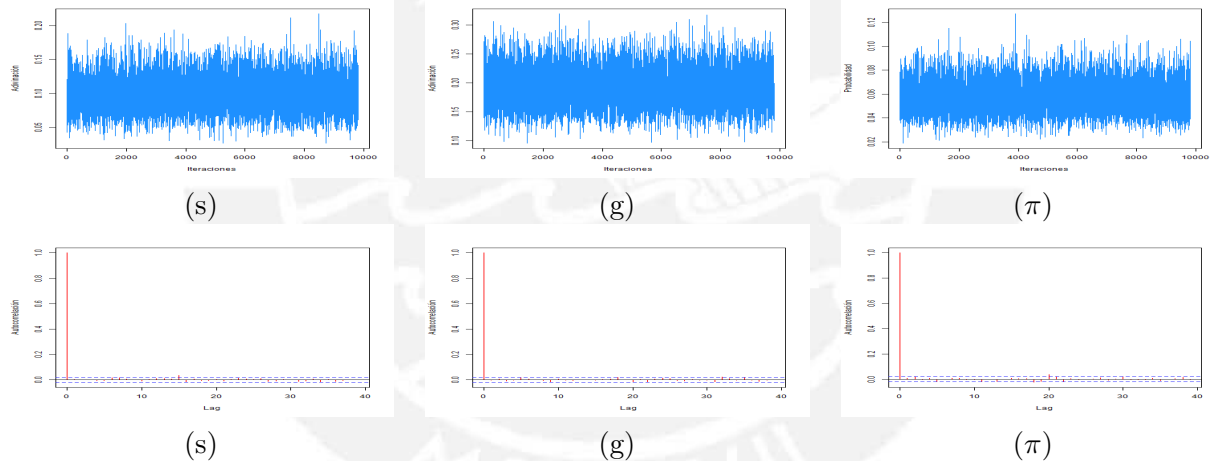 Adivinación
0.05 0.10 0.15 0.20
0 2000 4000 6000 8000 10000
Iteraciones
(s)
Adivinación
0.10 0.15 0.20 0.25 0.30
0 2000 4000 6000 8000 10000
Iteraciones
(g)
Probabilidad
0.02 0.04 0.06 0.08 0.10 0.12
0 2000 4000 6000 8000 10000
Iteraciones
(π)
Autocorrelación
0.0 0.2 0.4 0.6 0.8 1.0
0 10 20 30 40
Lag
(s)
Autocorrelación
0.0 0.2 0.4 0.6 0.8 1.0
0 10 20 30 40
Lag
(g)
Autocorrelación
0.0 0.2 0.4 0.6 0.8 1.0
0 10 20 30 40
Lag
(π)